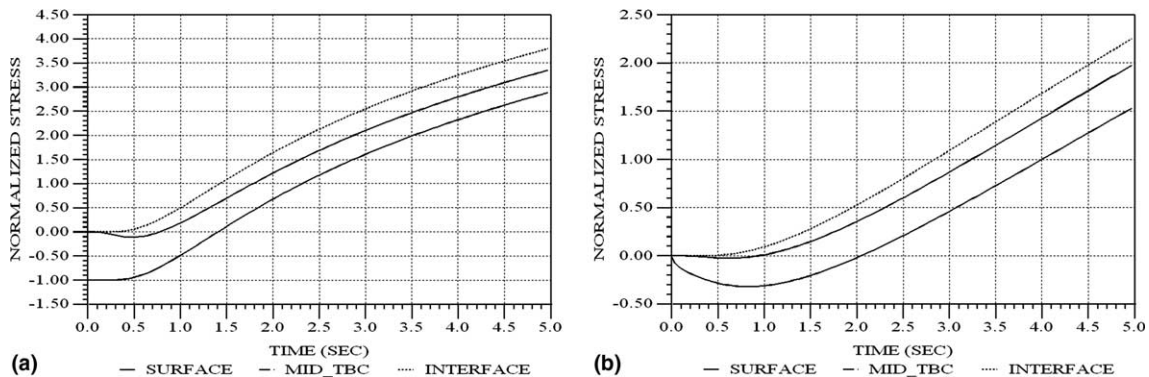 4.50
4.00
3.50
3.00
2.50
2.00
1.50
1.00
0.50
0.00
-0.50
-1.00
-1.50
NORMALIZED STRESS
0.0 0.5 1.0 1.5 2.0 2.5 3.0 3.5 4.0 4.5 5.0
TIME (SEC)
(a)
SURFACE MID_TBC INTERFACE
2.50
2.00
1.50
1.00
0.50
0.00
-0.50
NORMALIZED STRESS
0.0 0.5 1.0 1.5 2.0 2.5 3.0 3.5 4.0 4.5 5.0
TIME (SEC)
(b)
SURFACE MID_TBC INTERFACE